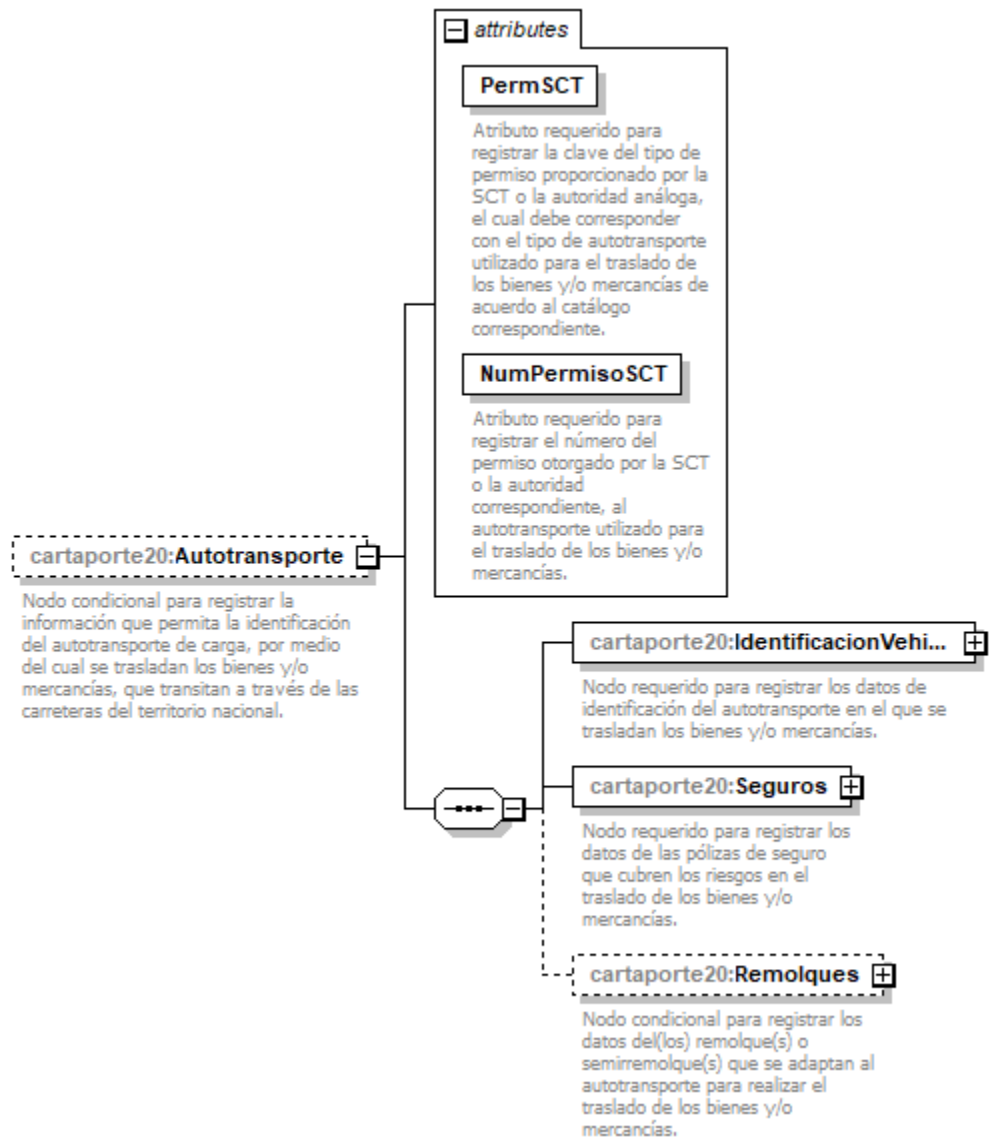 attributes
PermSCT
Atributo requerido para
registrar la clave del tipo de
permiso proporcionado por la
SCT o la autoridad análoga,
el cual debe corresponder
con el tipo de autotransporte
utilizado para el traslado de
los bienes y/o mercancías de
acuerdo al catálogo
correspondiente.
NumPermisoSCT
Atributo requerido para
registrar el número del
permiso otorgado por la SCT
o la autoridad
correspondiente, al
autotransporte utilizado para
el traslado de los bienes y/o
mercancías.
cartaporte20:Autotransporte
Nodo condicional para registrar la
información que permita la identificación
del autotransporte de carga, por medio
del cual se trasladan los bienes y/o
mercancías, que transitan a través de las
carreteras del territorio nacional.
cartaporte20:IdentificacionVehi...
Nodo requerido para registrar los datos de
identificación del autotransporte en el que se
trasladan los bienes y/o mercancías.
cartaporte20:Seguros
Nodo requerido para registrar los
datos de las pólizas de seguro
que cubren los riesgos en el
traslado de los bienes y/o
mercancías.
cartaporte20:Remolques
Nodo condicional para registrar los
datos del(los) remolque(s) o
semirremolque(s) que se adaptan al
autotransporte para realizar el
traslado de los bienes y/o
mercancías.